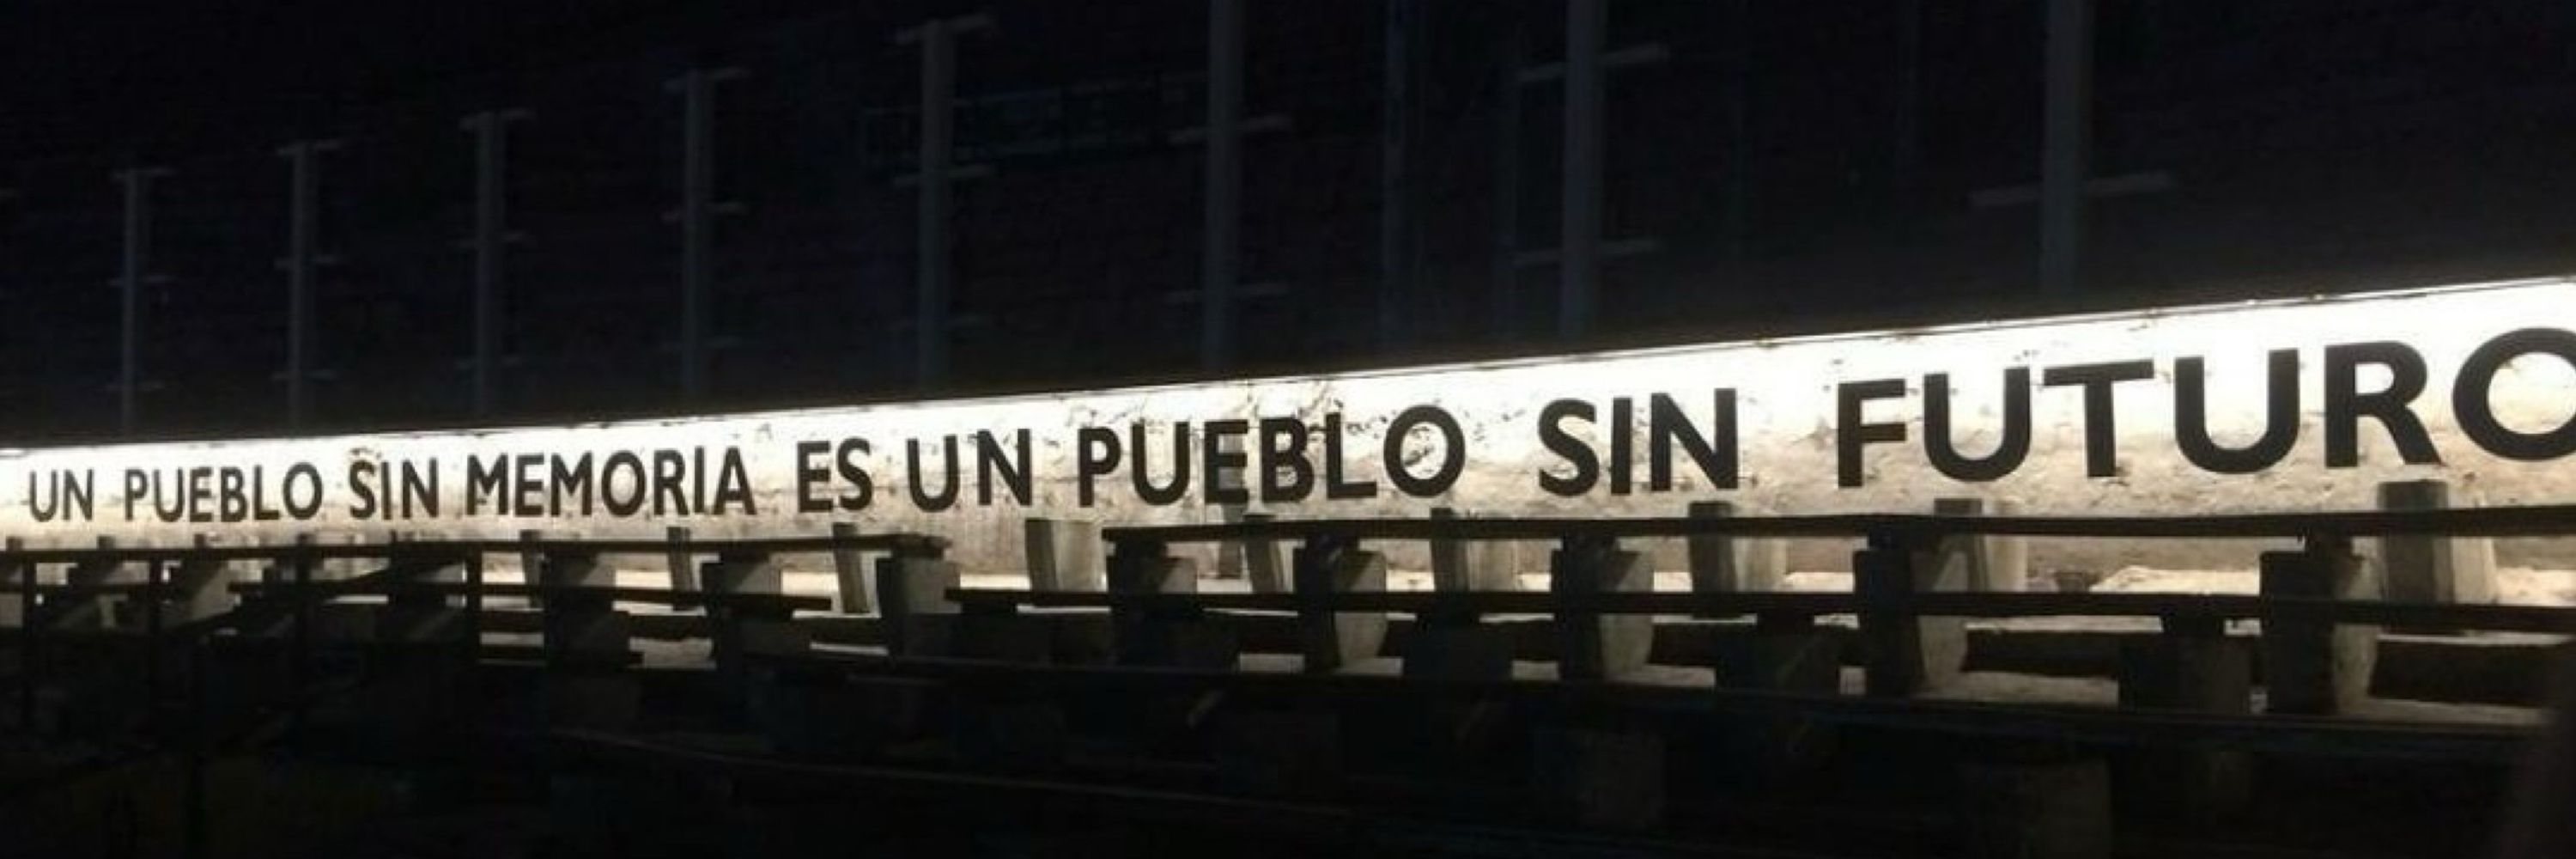 UN PUEBLO SIN MEMORIA ES UN PUEBLO SIN FUTURO